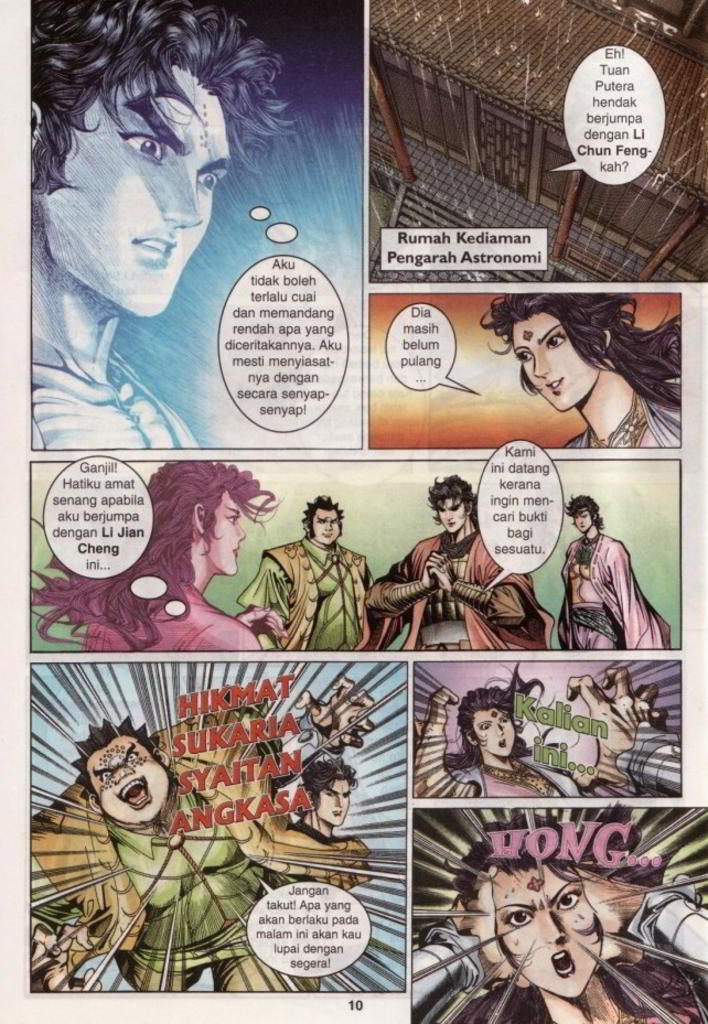 Aku
tidak boleh
terlalu cuai
dan memandang
rendah apa yang
diceritakannya. Aku
mesti menyiasat-
nya dengan
secara senyap-
senyap!
Eh!
Tuan
Putera
hendak
berjumpa
dengan Li
Chun Feng-
kah?
Rumah Kediaman
Pengarah Astronomi
Dia
masih
belum
pulang
...
Ganjil!
Hatiku amat
senang apabila
aku berjumpa
dengan Li Jian
Cheng
ini...
Kami
ini datang
kerana
ingin men-
cari bukti
bagi
sesuatu.
HIKMAT
SUKARIA
SYAITAN
ANGKASA
Jangan
takut! Apa yang
akan berlaku pada
malam ini akan kau
lupai dengan
segera!
Kalian
ini...
HONG...
10